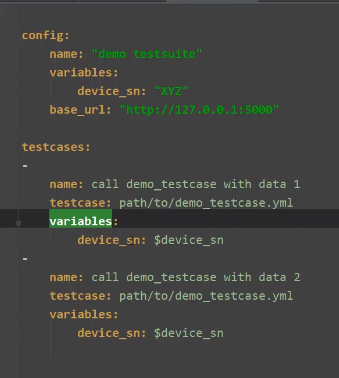 config:
    name: "demo testsuite"
    variables:
        device_sn: "XYZ"
    base_url: "http://127.0.0.1:5000"
testcases:
-
    name: call demo_testcase with data 1
    testcase: path/to/demo_testcase.yml
    variables:
        device_sn: $device_sn
-
    name: call demo_testcase with data 2
    testcase: path/to/demo_testcase.yml
    variables:
        device_sn: $device_sn